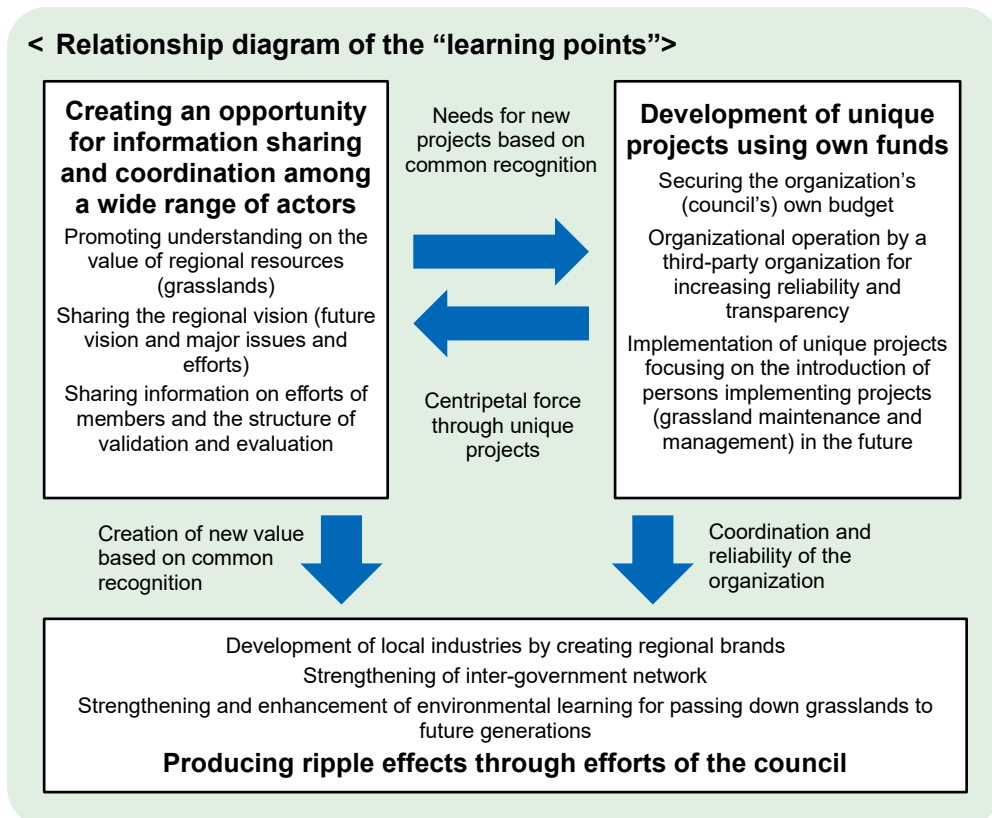 < Relationship diagram of the “learning points”>
Creating an opportunity
for information sharing
and coordination among
a wide range of actors
Promoting understanding on the
value of regional resources
(grasslands)
Sharing the regional vision (future
vision and major issues and
efforts)
Sharing information on efforts of
members and the structure of
validation and evaluation
Needs for new
projects based on
common recognition
Centripetal force
through unique
projects
Development of unique
projects using own funds
Securing the organization’s
(council’s) own budget
Organizational operation by a
third-party organization for
increasing reliability and
transparency
Implementation of unique projects
focusing on the introduction of
persons implementing projects
(grassland maintenance and
management) in the future
Creation of new value
based on common
recognition
Coordination and
reliability of the
organization
Development of local industries by creating regional brands
Strengthening of inter-government network
Strengthening and enhancement of environmental learning for passing down grasslands to
future generations
Producing ripple effects through efforts of the council